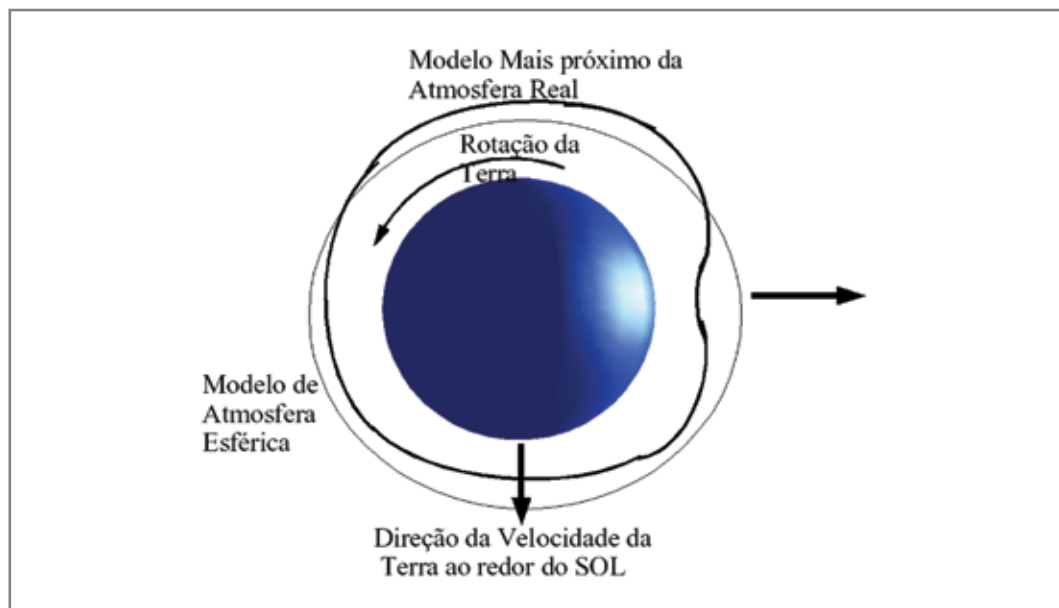 Modelo Mais próximo da
Atmosfera Real
Rotação da
Terra
Modelo de
Atmosfera
Esférica
Direção da Velocidade da
Terra ao redor do SOL